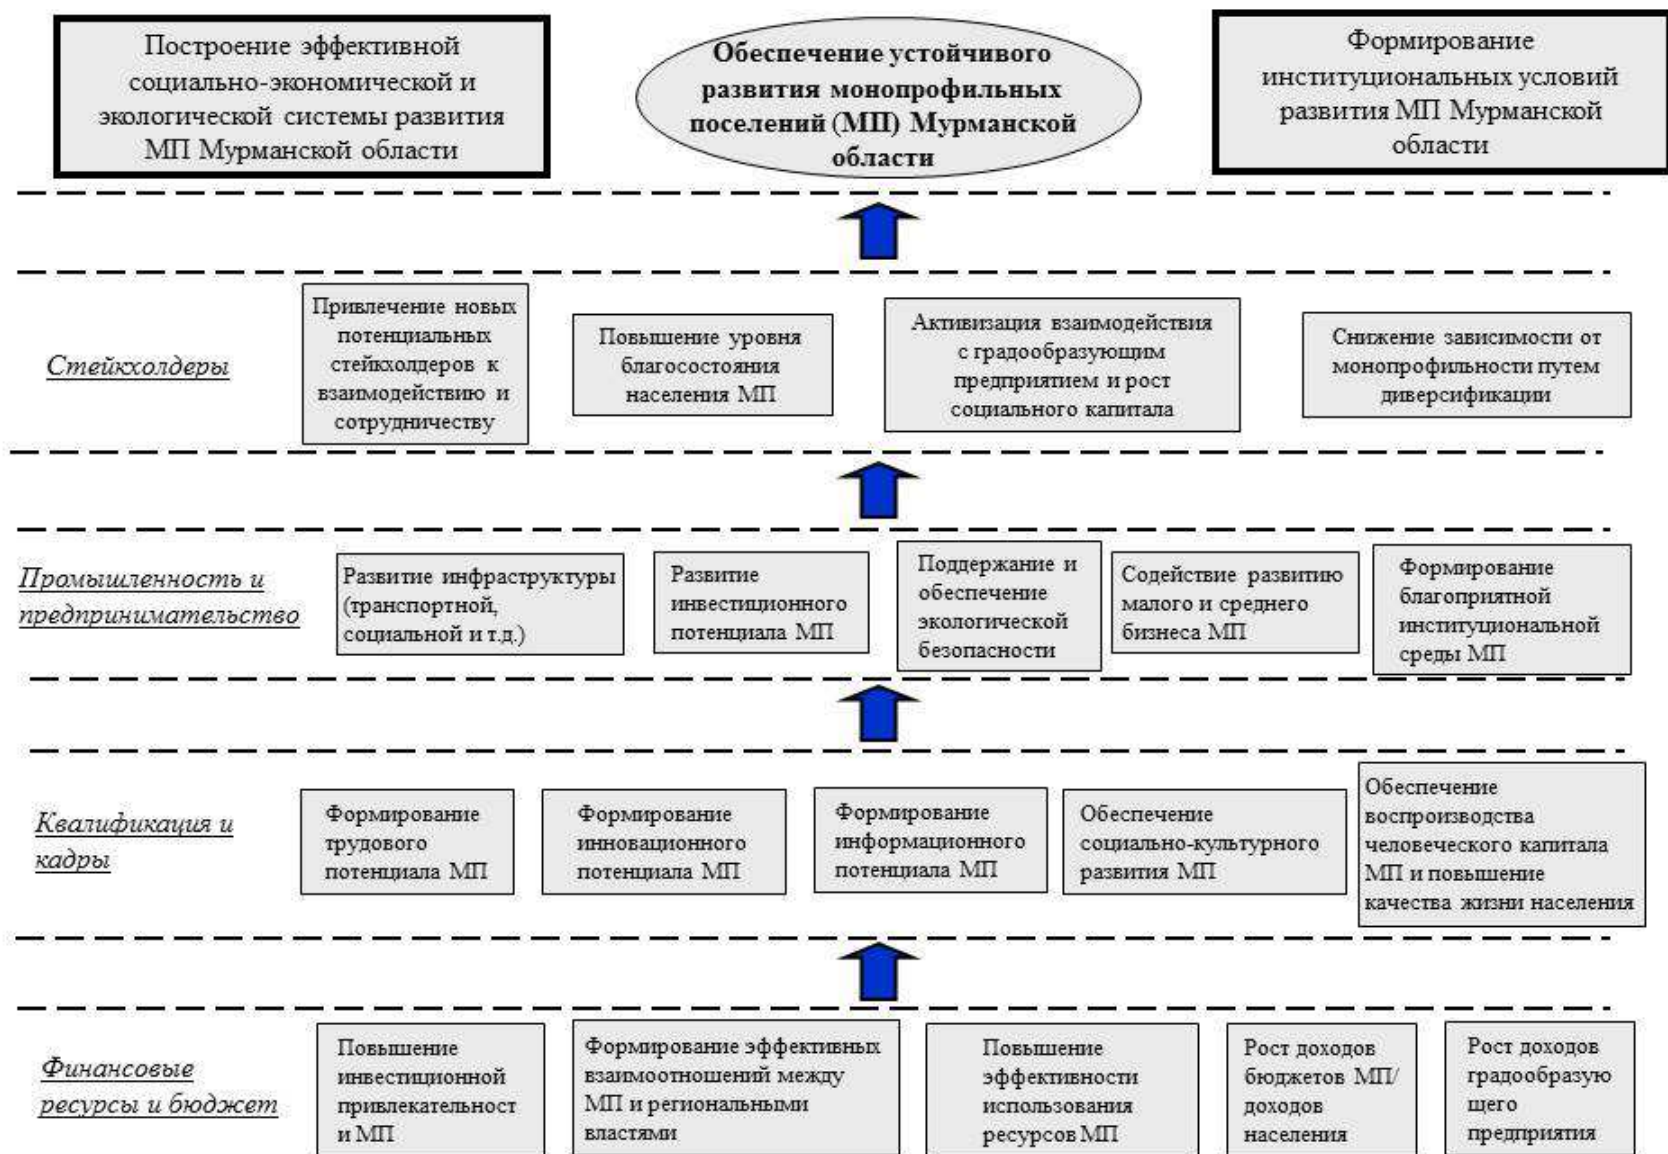 Построение эффективной
социально-экономической и
экологической системы развития
МП Мурманской области
Обеспечение устойчивого
развития монопрофильных
поселений (МП) Мурманской
области
Формирование
институциональных условий
развития МП Мурманской
области
Стейкхолдеры
Привлечение новых
потенциальных
стейкхолдеров к
взаимодействию и
сотрудничеству
Повышение уровня
благосостояния
населения МП
Активизация взаимодействия
с градообразующим
предприятием и рост
социального капитала
Снижение зависимости от
монопрофильности путем
диверсификации
Промышленность и
предпринимательство
Развитие инфраструктуры
(транспортной,
социальной и т.д.)
Развитие
инвестиционного
потенциала МП
Поддержание и
обеспечение
экологической
безопасности
Содействие развитию
малого и среднего
бизнеса МП
Формирование
благоприятной
институциональной
среды МП
Квалификация и
кадры
Формирование
трудового
потенциала МП
Формирование
инновационного
потенциала МП
Формирование
информационного
потенциала МП
Обеспечение
социально-культурного
развития МП
Обеспечение
воспроизводства
человеческого капитала
МП и повышение
качества жизни населения
Финансовые
ресурсы и бюджет
Повышение
инвестиционной
привлекательност
и МП
Формирование эффективных
взаимоотношений между
МП и региональными
властями
Повышение
эффективности
использования
ресурсов МП
Рост доходов
бюджетов МП/
доходов
населения
Рост доходов
градообразую
щего
предприятия